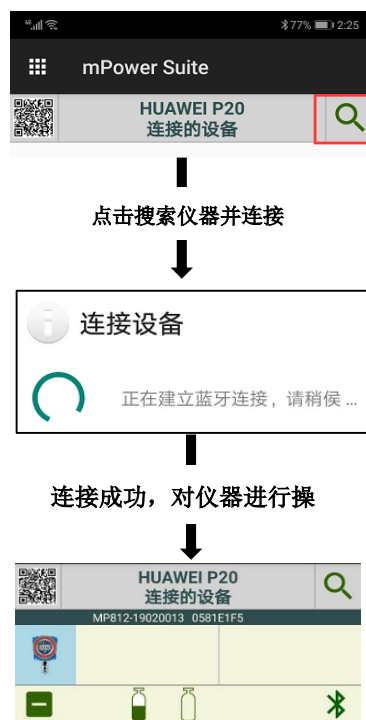 4G 77% 2:25
mPower Suite
HUAWEI P20
连接的设备
点击搜索仪器并连接
连接设备
正在建立蓝牙连接，请稍侯 ...
连接成功，对仪器进行操
HUAWEI P20
连接的设备
MP812-19020013 0581E1F5